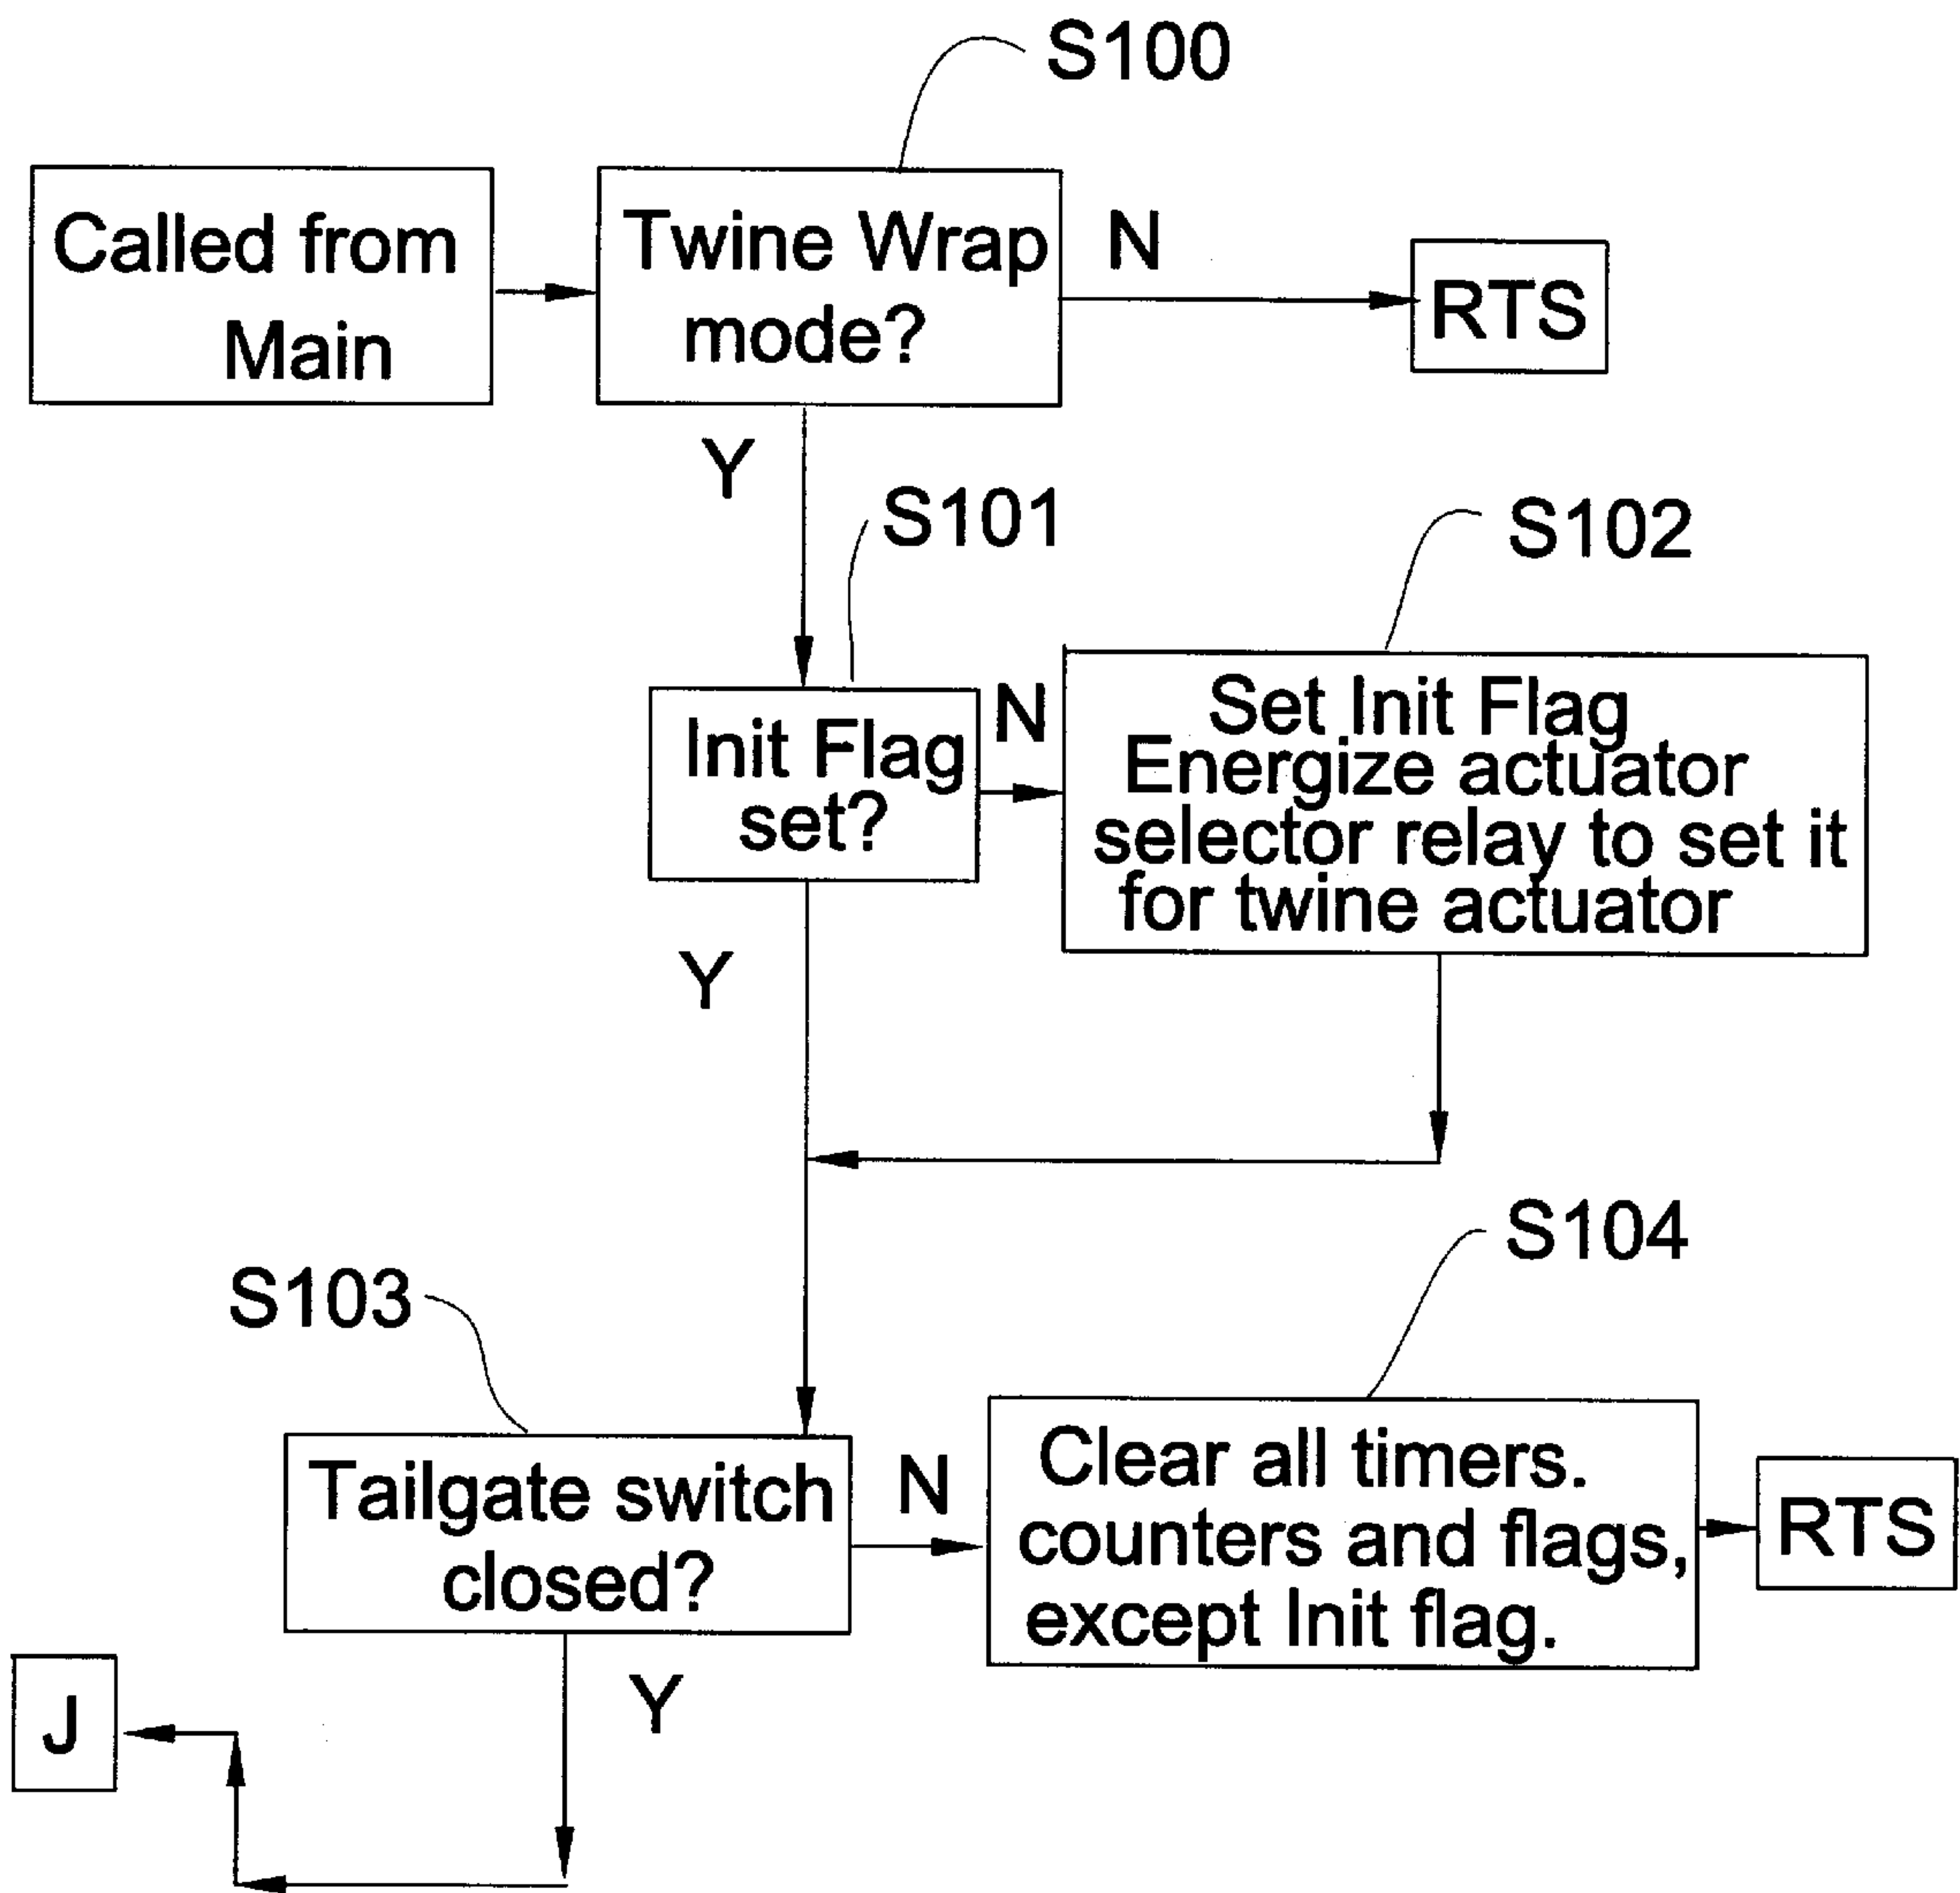 S100
Called from
Main
Twine Wrap
mode?
N
RTS
Y
S101
S102
Init Flag
set?
N
Set Init Flag
Energize actuator
selector relay to set it
for twine actuator
Y
S103
S104
Tailgate switch
closed?
N
Clear all timers.
counters and flags,
except Init flag.
RTS
Y
J